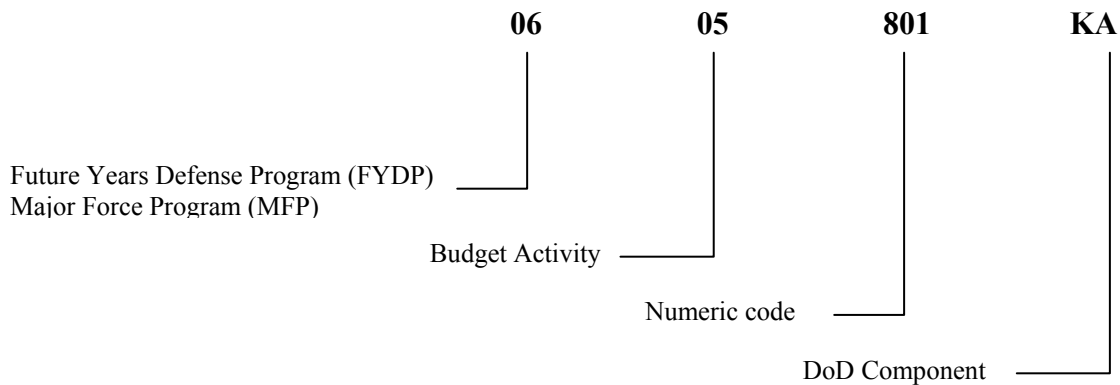 06 05 801 KA
Future Years Defense Program (FYDP)
Major Force Program (MFP)
Budget Activity
Numeric code
DoD Component